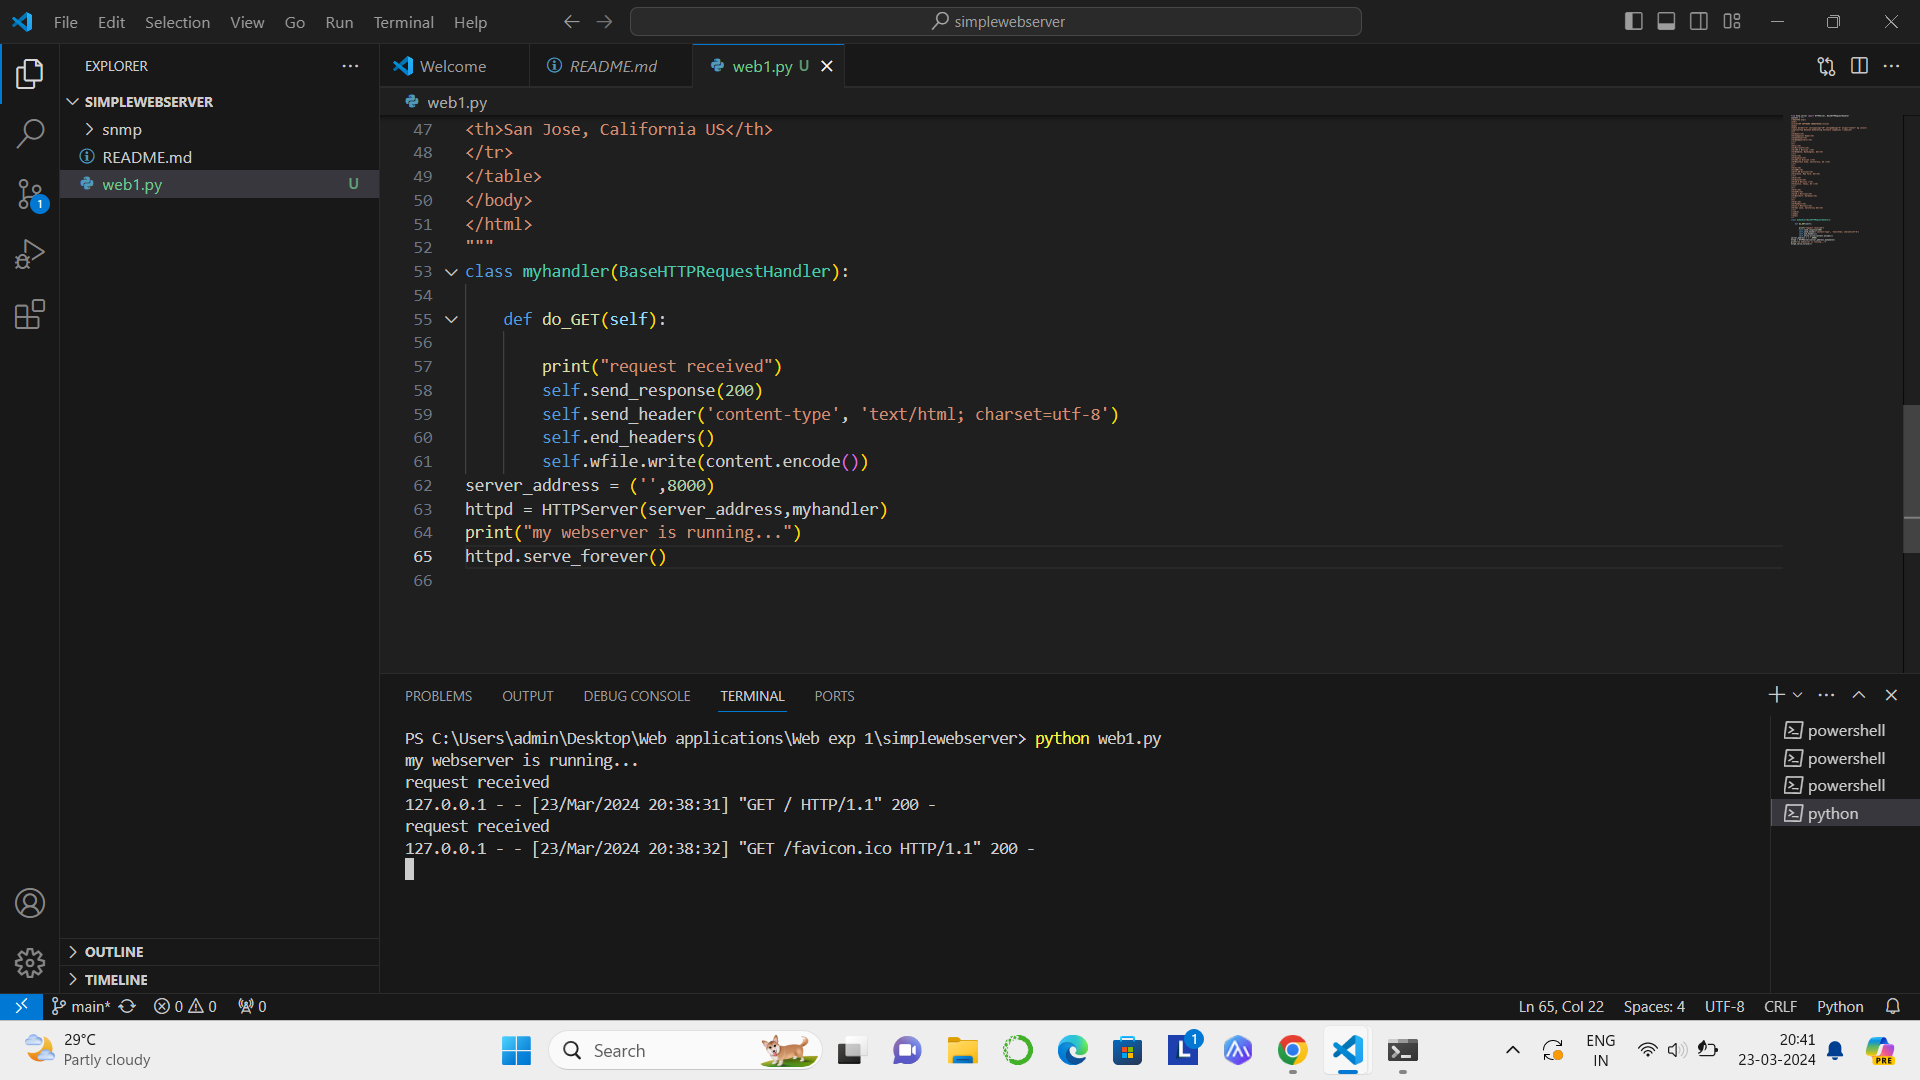 File Edit Selection View Go Run Terminal Help
simplewebserver
EXPLORER
Welcome
README.md
web1.py U
SIMPLEWEBSERVER
snmp
README.md
web1.py U
1
web1.py
47 <th>San Jose, California US</th>
48 </tr>
49 </table>
50 </body>
51 </html>
52 """
53 class myhandler(BaseHTTPRequestHandler):
54
55 def do_GET(self):
56
57 print("request received")
58 self.send_response(200)
59 self.send_header('content-type', 'text/html; charset=utf-8')
60 self.end_headers()
61 self.wfile.write(content.encode())
62 server_address = ('',8000)
63 httpd = HTTPServer(server_address,myhandler)
64 print("my webserver is running...")
65 httpd.serve_forever()
66
PROBLEMS OUTPUT DEBUG CONSOLE TERMINAL PORTS
PS C:\Users\admin\Desktop\Web applications\Web exp 1\simplewebserver> python web1.py
my webserver is running...
request received
127.0.0.1 - - [23/Mar/2024 20:38:31] "GET / HTTP/1.1" 200 -
request received
127.0.0.1 - - [23/Mar/2024 20:38:32] "GET /favicon.ico HTTP/1.1" 200 -
powershell
powershell
powershell
python
OUTLINE
TIMELINE
main* 0 0 0
Ln 65, Col 22 Spaces: 4 UTF-8 CRLF Python
29°C
Partly cloudy
Search
L 1
ENG
IN
20:41
23-03-2024
PRE